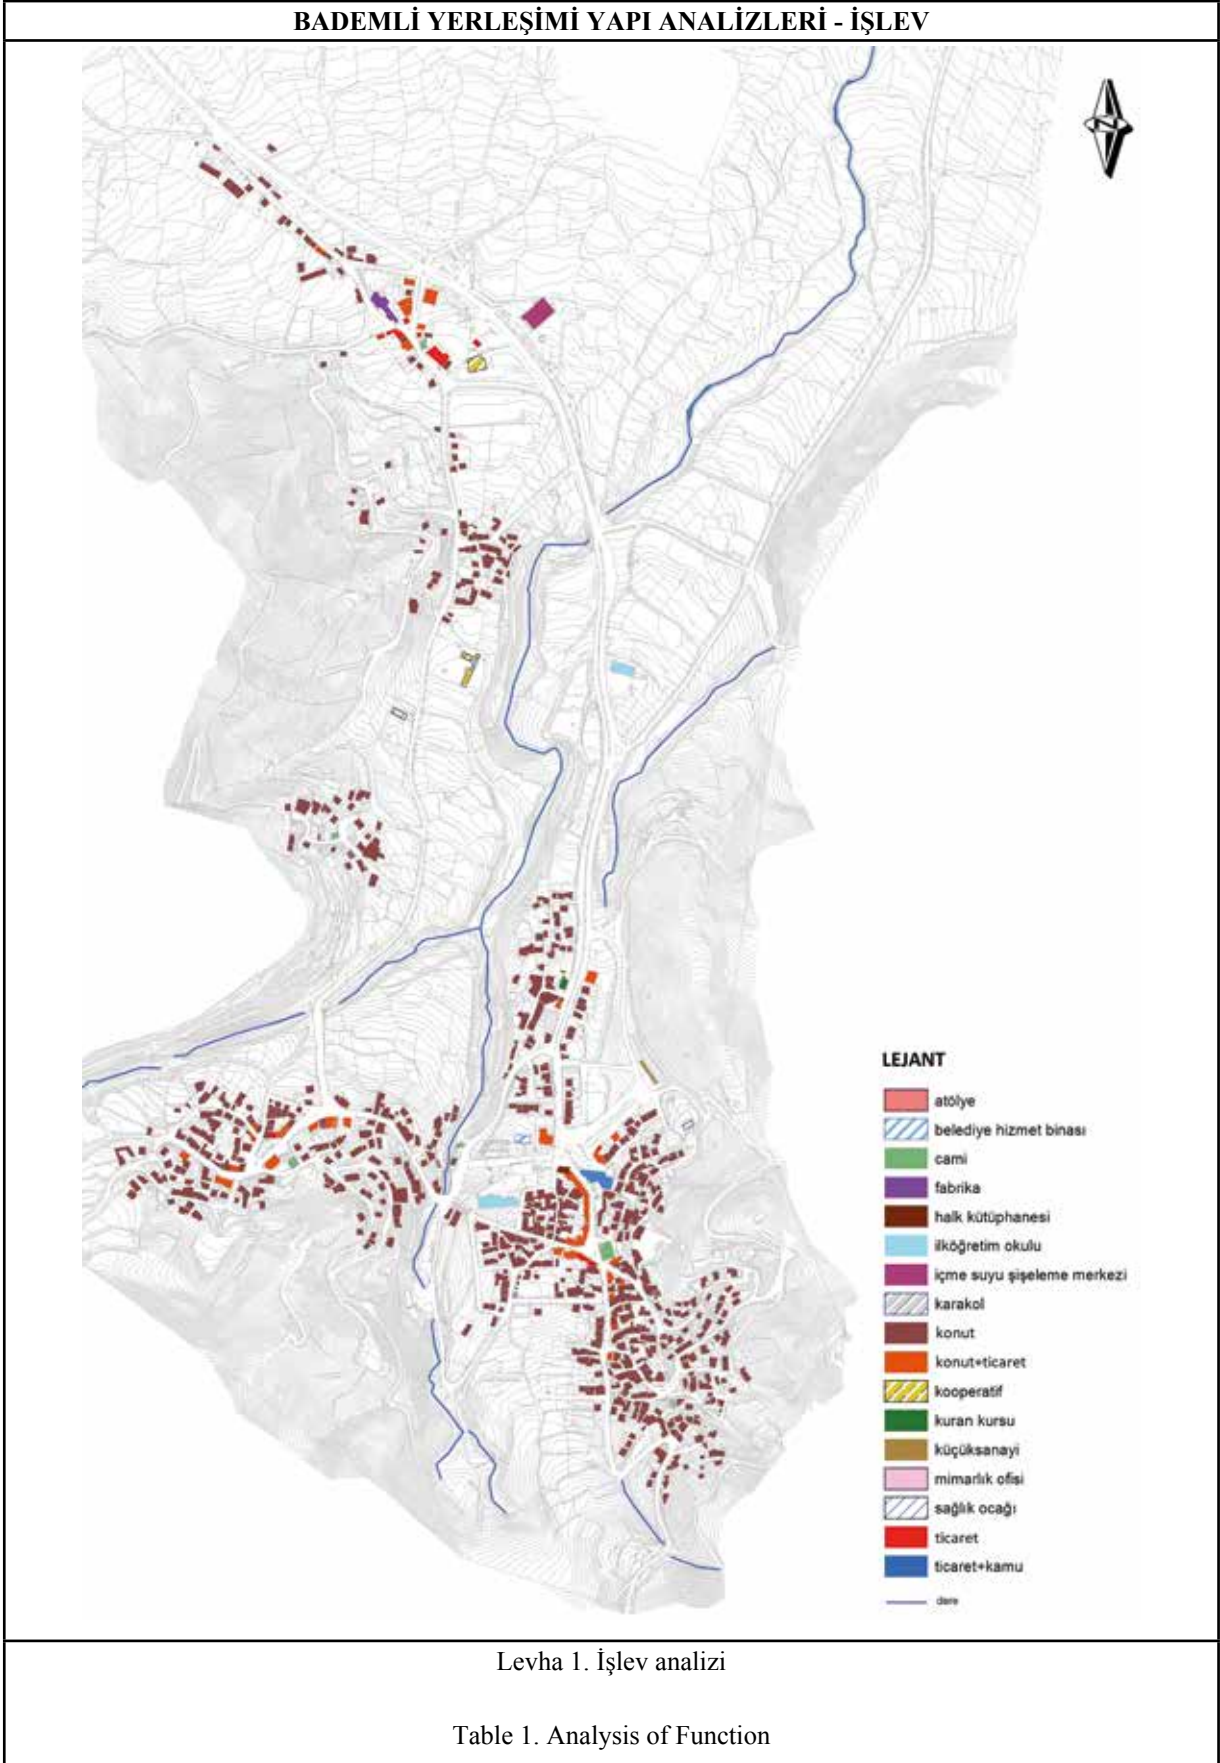 BADEMLİ YERLEŞİMİ YAPI ANALİZLERİ - İŞLEV
N
LEJANT
atölye
belediye hizmet binası
cami
fabrika
halk kütüphanesi
ilköğretim okulu
içme suyu şişeleme merkezi
karakol
konut
konut+ticaret
kooperatif
kuran kursu
küçüksanayi
mimarlık ofisi
sağlık ocağı
ticaret
ticaret+kamu
dere
Levha 1. İşlev analizi
Table 1. Analysis of Function